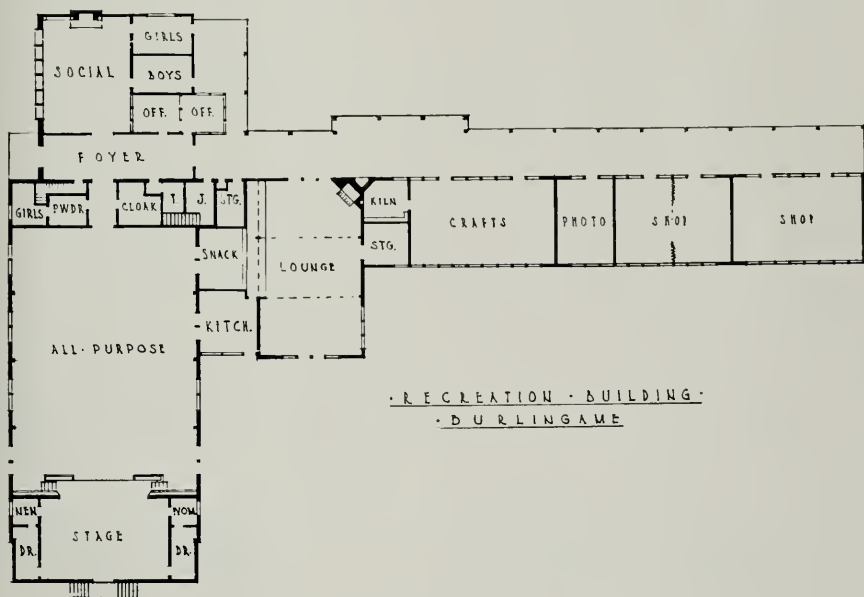 GIRLS
SOCIAL
BOYS
OFF. OFF.
FOYER
GIRLS PWDR. CLOAK T. J. STG.
KILN
CRAFTS PHOTO SHOP SHOP
SNACK
STG.
LOUNGE
KITCH.
ALL-PURPOSE
·RECREATION·BUILDING·
·BURLINGAME
MEN WOM.
STAGE
DR. DR.